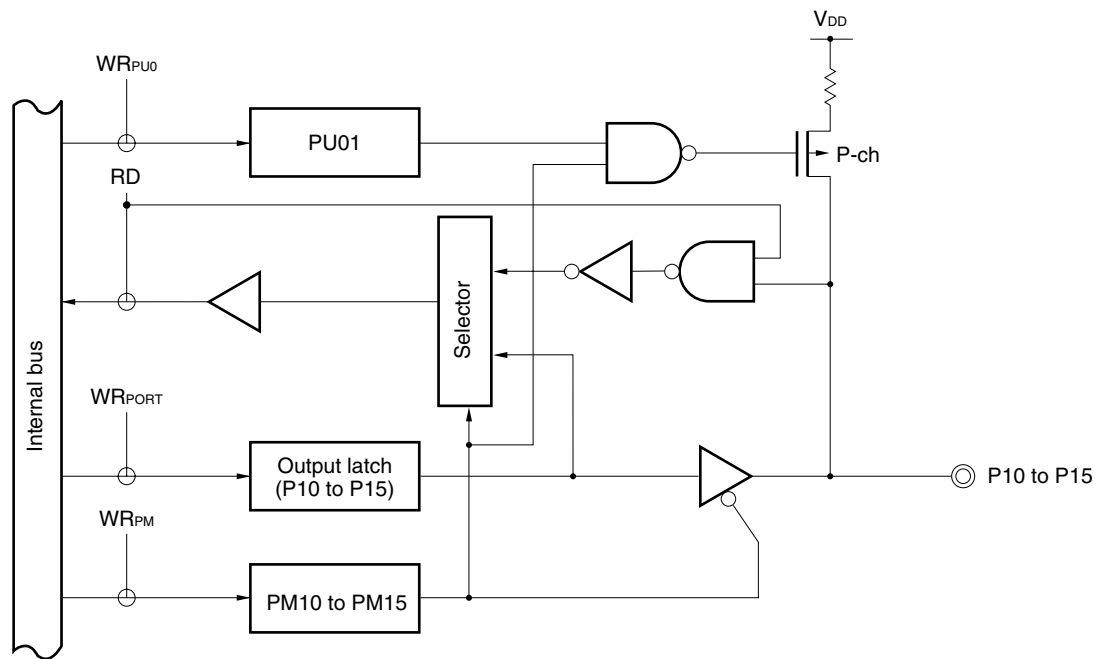 VDD
WRPU0
PU01
P-ch
RD
Selector
Internal bus
WRPORT
Output latch
(P10 to P15)
P10 to P15
WRPM
PM10 to PM15